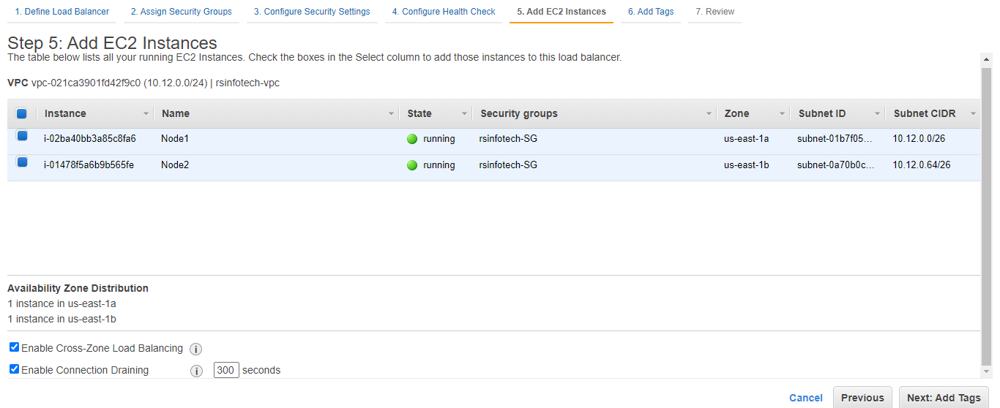 1. Define Load Balancer 2. Assign Security Groups 3. Configure Security Settings 4. Configure Health Check 5. Add EC2 Instances 6. Add Tags 7. Review
Step 5: Add EC2 Instances
The table below lists all your running EC2 Instances. Check the boxes in the Select column to add those instances to this load balancer.
VPC vpc-021ca3901fd42f9c0 (10.12.0.0/24) | rsinfotech-vpc
Instance Name State Security groups Zone Subnet ID Subnet CIDR
i-02ba40bb3a85c8fa6 Node1 running rsinfotech-SG us-east-1a subnet-01b7f05... 10.12.0.0/26
i-01478f5a6b9b565fe Node2 running rsinfotech-SG us-east-1b subnet-0a70b0c... 10.12.0.64/26
Availability Zone Distribution
1 instance in us-east-1a
1 instance in us-east-1b
Enable Cross-Zone Load Balancing i
Enable Connection Draining i 300 seconds
Cancel Previous Next: Add Tags